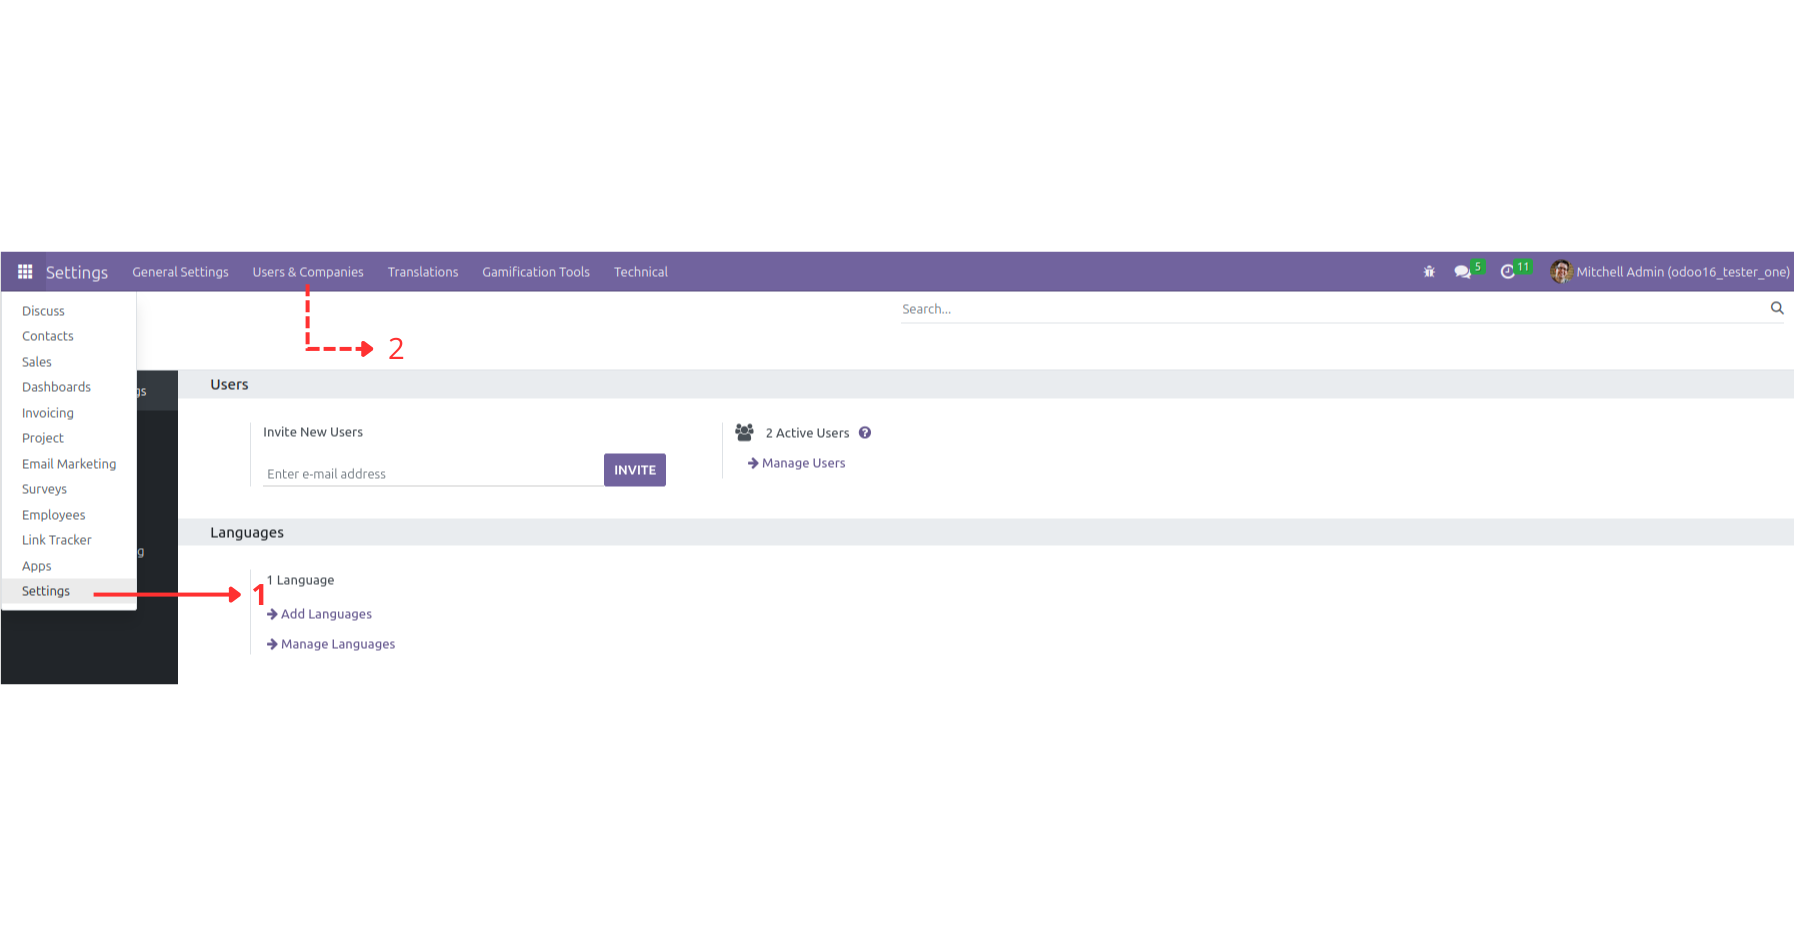 Settings General Settings Users & Companies Translations Gamification Tools Technical 5 11 Mitchell Admin (odoo16_tester_one)
Search...
Discuss
Contacts
Sales
Dashboards
Invoicing
Project
Email Marketing
Surveys
Employees
Link Tracker
Apps
Settings
gs
g
2
1
Users
Invite New Users
Enter e-mail address INVITE
2 Active Users
Manage Users
Languages
1 Language
Add Languages
Manage Languages